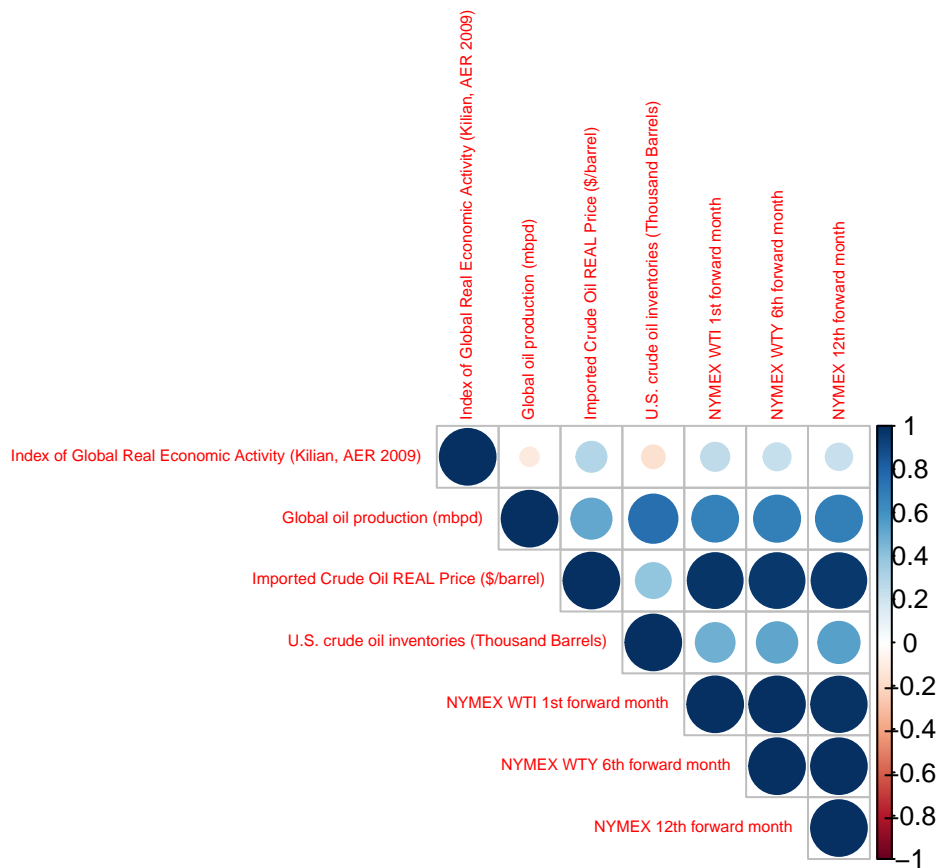 Index of Global Real Economic Activity (Kilian, AER 2009)
Global oil production (mbpd)
Imported Crude Oil REAL Price ($/barrel)
U.S. crude oil inventories (Thousand Barrels)
NYMEX WTI 1st forward month
NYMEX WTY 6th forward month
NYMEX 12th forward month
Index of Global Real Economic Activity (Kilian, AER 2009)
Global oil production (mbpd)
Imported Crude Oil REAL Price ($/barrel)
U.S. crude oil inventories (Thousand Barrels)
NYMEX WTI 1st forward month
NYMEX WTY 6th forward month
NYMEX 12th forward month
1
0.8
0.6
0.4
0.2
0
−0.2
−0.4
−0.6
−0.8
−1